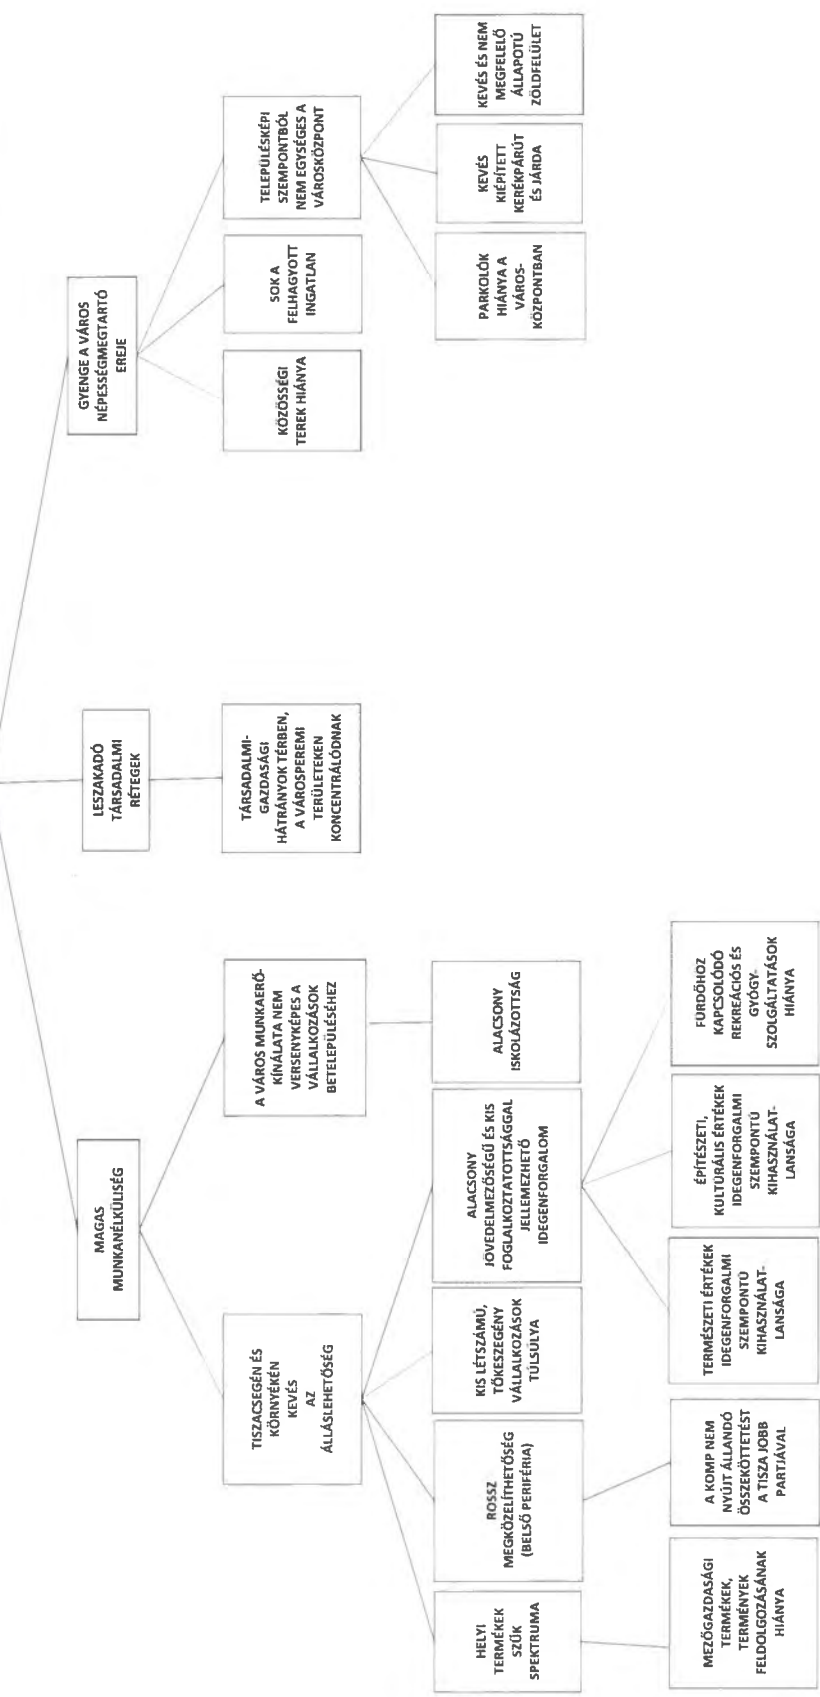 MAGAS
MUNKANÉLKÜLISÉG
LESZAKADÓ
TÁRSADALMI
RÉTEGEK
GYENGE A VÁROS
NÉPESSÉGMEGTARTÓ
EREJE
TISZACSEGÉN ÉS
KÖRNYÉKÉN
KEVÉS
AZ
ÁLLÁSLEHETŐSÉG
A VÁROS MUNKAERŐ-
KÍNÁLATA NEM
VERSENYKÉPES A
VÁLLALKOZÁSOK
BETELEPÜLÉSÉHEZ
TÁRSADALMI-
GAZDASÁGI
HÁTRÁNYOK TÉRBEN,
A VÁROSPEREMI
TERÜLETEKEN
KONCENTRÁLÓDNAK
KÖZÖSSÉGI
TEREK HIÁNYA
SOK A
FELHAGYOTT
INGATLAN
TELEPÜLÉSKÉPI
SZEMPONTBÓL
NEM EGYSÉGES A
VÁROSKÖZPONT
HELYI
TERMÉKEK
SZŰK
SPEKTRUMA
ROSSZ
MEGKÖZELÍTHETŐSÉG
(BELSŐ PERIFÉRIA)
KIS LÉTSZÁMÚ,
TŐKESZEGÉNY
VÁLLALKOZÁSOK
TÚLSÚLYA
ALACSONY
JÖVEDELMEZŐSÉGŰ ÉS KIS
FOGLALKOZTATOTTSÁGGAL
JELLEMEZHETŐ
IDEGENFORGALOM
ALACSONY
ISKOLÁZOTTSÁG
PARKOLÓK
HIÁNYA A
VÁROS-
KÖZPONTBAN
KEVÉS
KIÉPÍTETT
KERÉKPÁRÚT
ÉS JÁRDA
KEVÉS ÉS NEM
MEGFELELŐ
ÁLLAPOTÚ
ZÖLDFELÜLET
MEZŐGAZDASÁGI
TERMÉKEK,
TERMÉNYEK
FELDOLGOZÁSÁNAK
HIÁNYA
A KOMP NEM
NYÚJT ÁLLANDÓ
ÖSSZEKÖTTETÉST
A TISZA JOBB
PARTJÁVAL
TERMÉSZETI ÉRTÉKEK
IDEGENFORGALMI
SZEMPONTÚ
KIHASZNÁLAT-
LANSÁGA
ÉPÍTÉSZETI,
KULTURÁLIS ÉRTÉKEK
IDEGENFORGALMI
SZEMPONTÚ
KIHASZNÁLAT-
LANSÁGA
FÜRDŐHOZ
KAPCSOLÓDÓ
REKREÁCIÓS ÉS
GYÓGY-
SZOLGÁLTATÁSOK
HIÁNYA